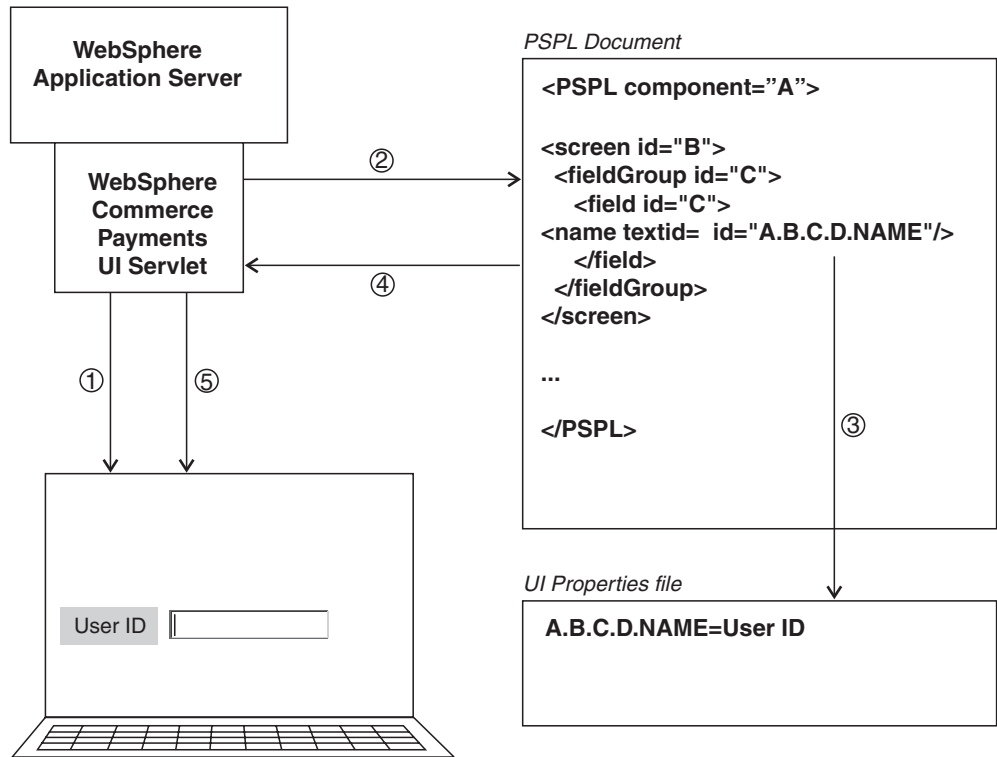 WebSphere
Application Server
WebSphere
Commerce
Payments
UI Servlet
②
④
①
⑤
User ID
PSPL Document
<PSPL component=”A”>
<screen id="B">
<fieldGroup id="C">
<field id="C">
<name textid=  id="A.B.C.D.NAME"/>
</field>
</fieldGroup>
</screen>
...
</PSPL>
③
UI Properties file
A.B.C.D.NAME=User ID